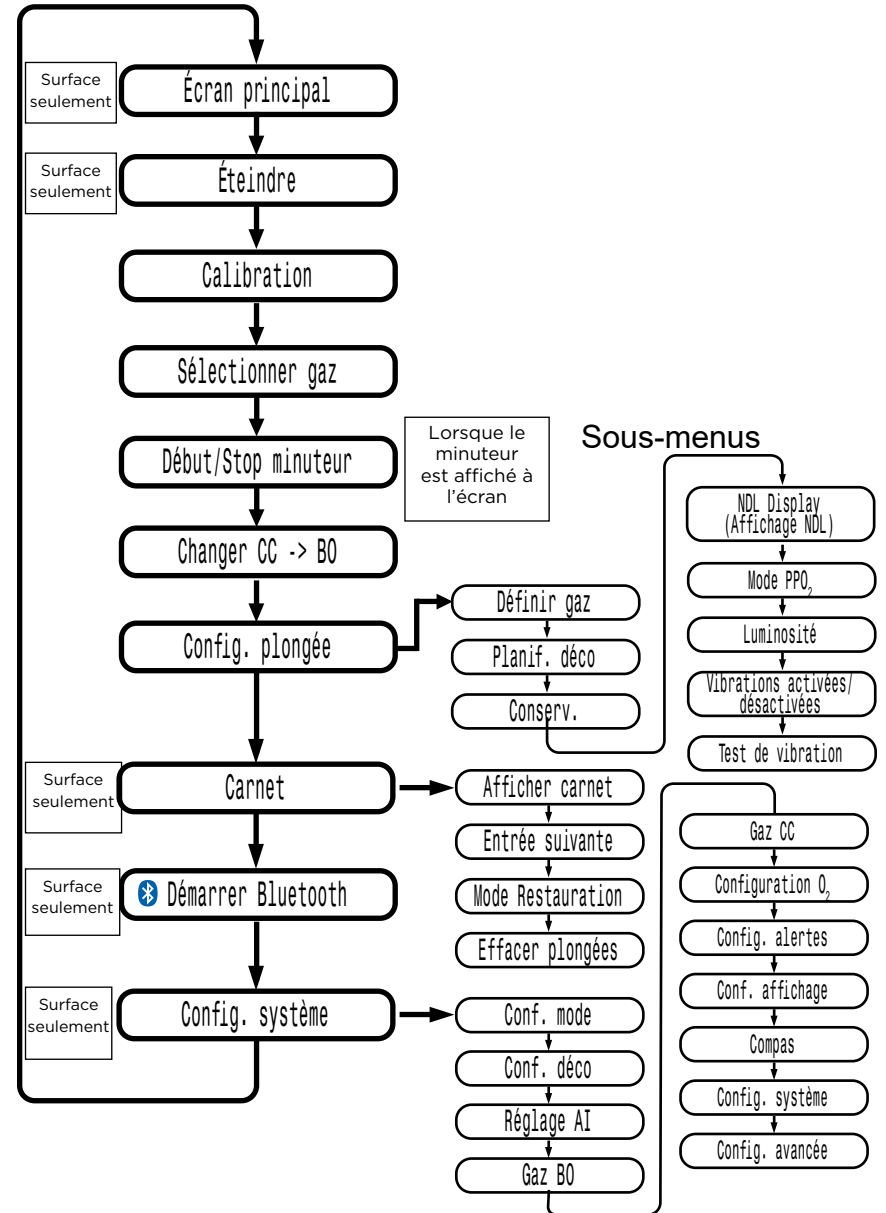 Surface
seulement
Écran principal
Surface
seulement
Éteindre
Calibration
Sélectionner gaz
Début/Stop minuteur
Lorsque le
minuteur
est affiché à
l'écran
Changer CC -> BO
Config. plongée
Sous-menus
Définir gaz
Planif. déco
Conserv.
NDL Display
(Affichage NDL)
Mode PPO₂
Luminosité
Vibrations activées/
désactivées
Test de vibration
Surface
seulement
Carnet
Afficher carnet
Entrée suivante
Mode Restauration
Effacer plongées
Surface
seulement
Démarrer Bluetooth
Surface
seulement
Config. système
Conf. mode
Conf. déco
Réglage AI
Gaz BO
Gaz CC
Configuration O₂
Config. alertes
Conf. affichage
Compas
Config. système
Config. avancée